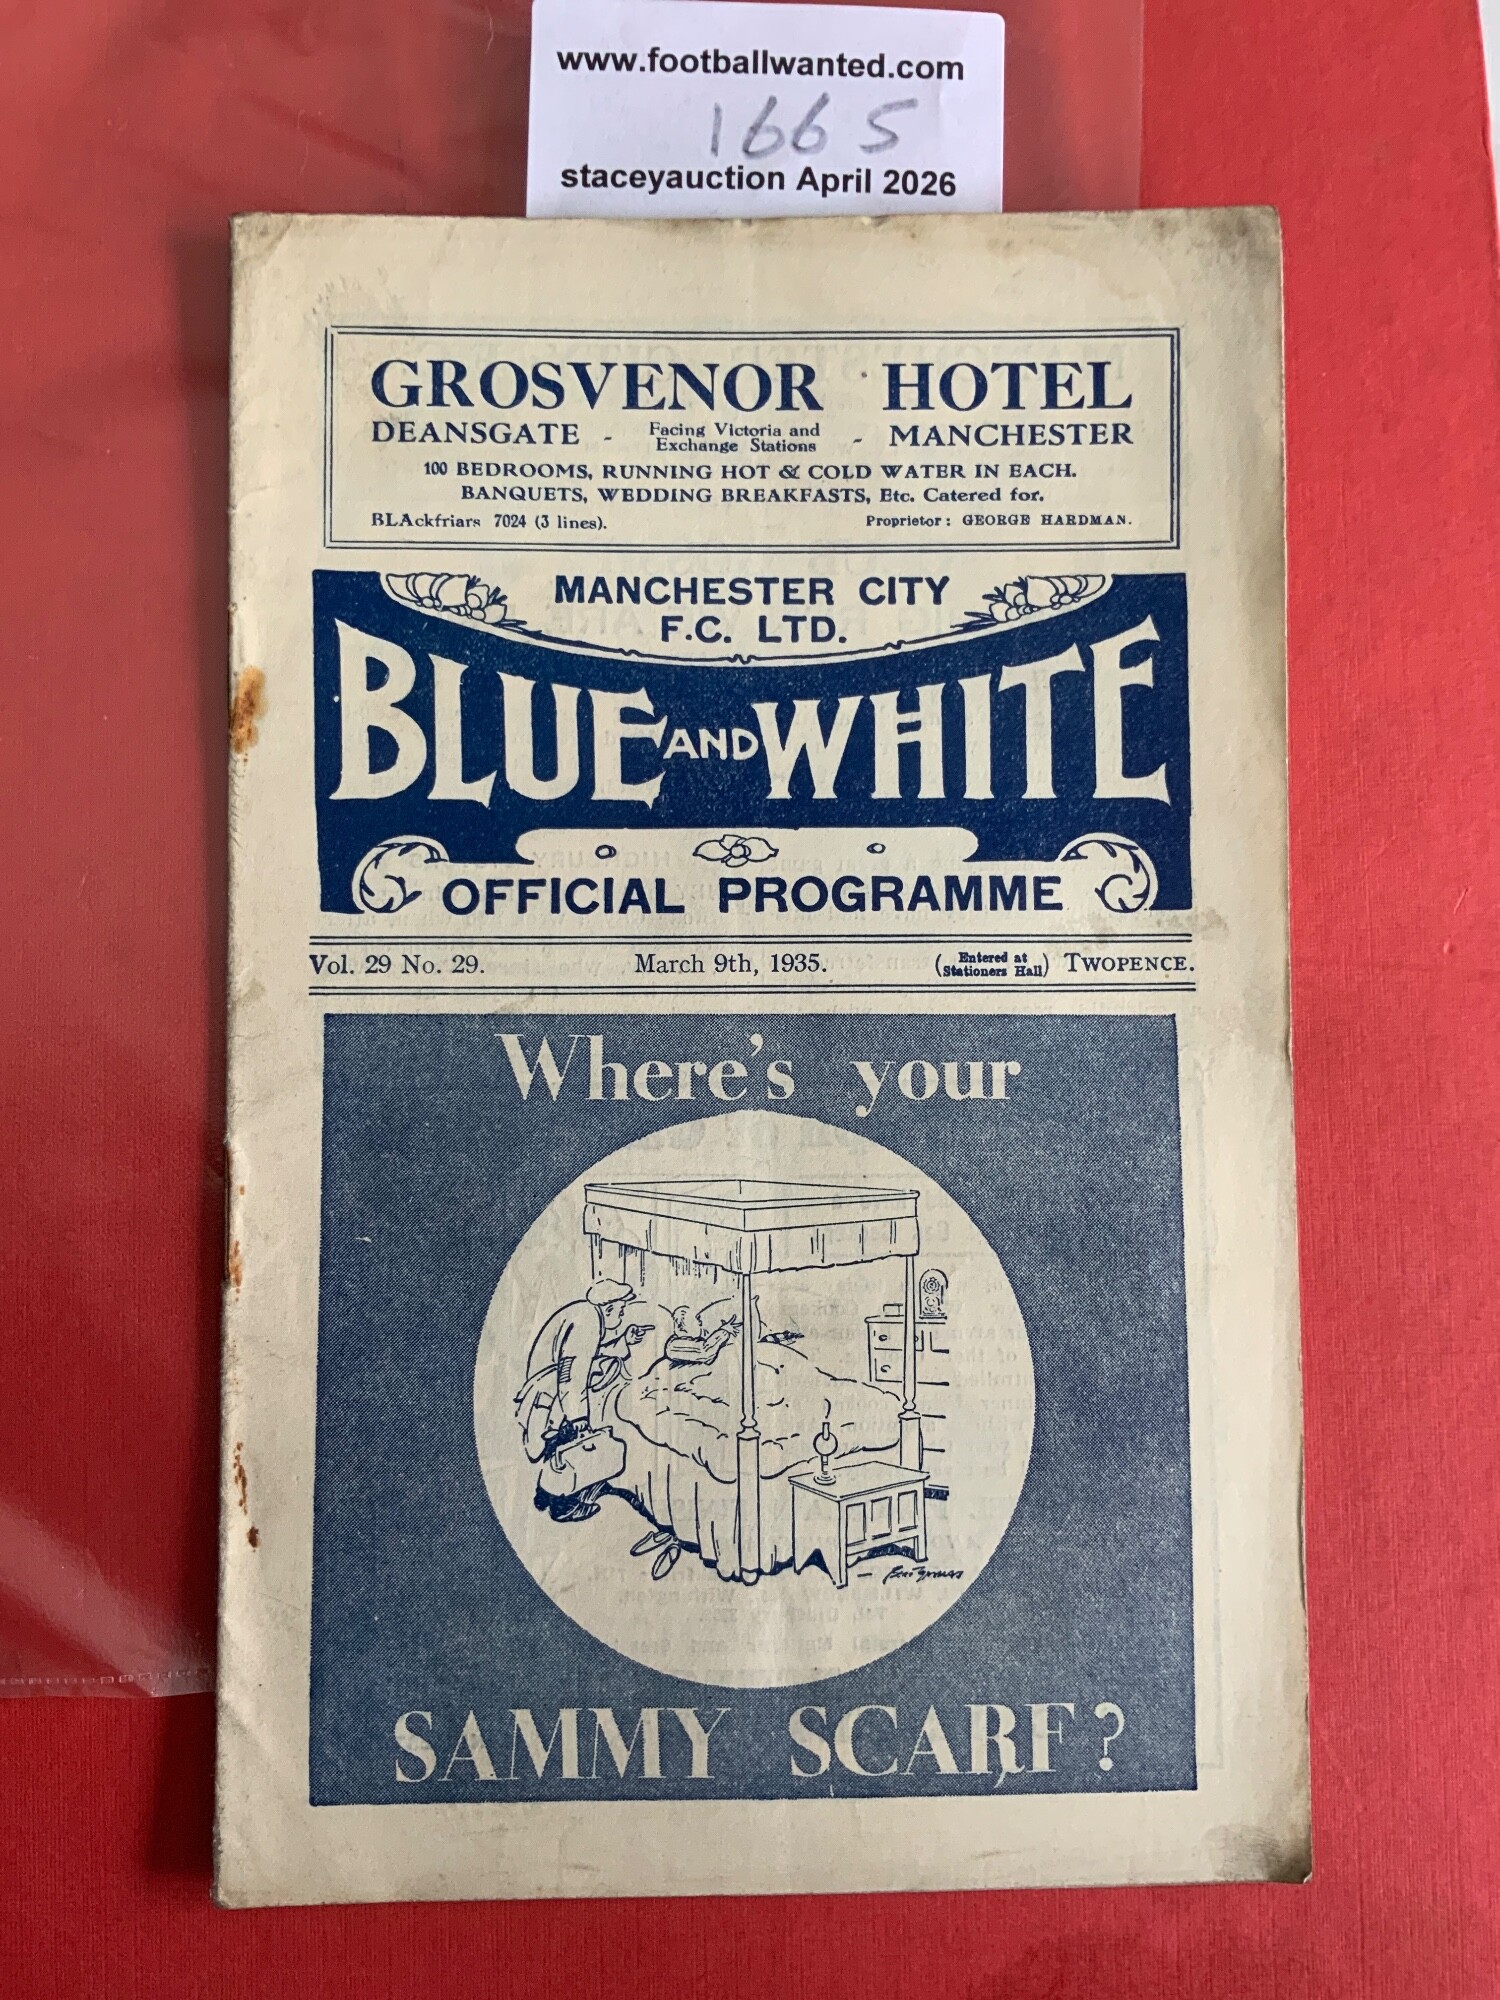 www.footballwanted.com
1665
staceyauction April 2026
GROSVENOR HOTEL
DEANSGATE - Facing Victoria and Exchange Stations - MANCHESTER
100 BEDROOMS, RUNNING HOT & COLD WATER IN EACH.
BANQUETS, WEDDING BREAKFASTS, Etc. Catered for.
BLAckfriars 7024 (3 lines). Proprietor: GEORGE HARDMAN.
MANCHESTER CITY
F.C. LTD.
BLUE AND WHITE
OFFICIAL PROGRAMME
Vol. 29 No. 29. March 9th, 1935. (Entered at Stationers Hall) TWOPENCE.
Where's your
SAMMY SCARF?